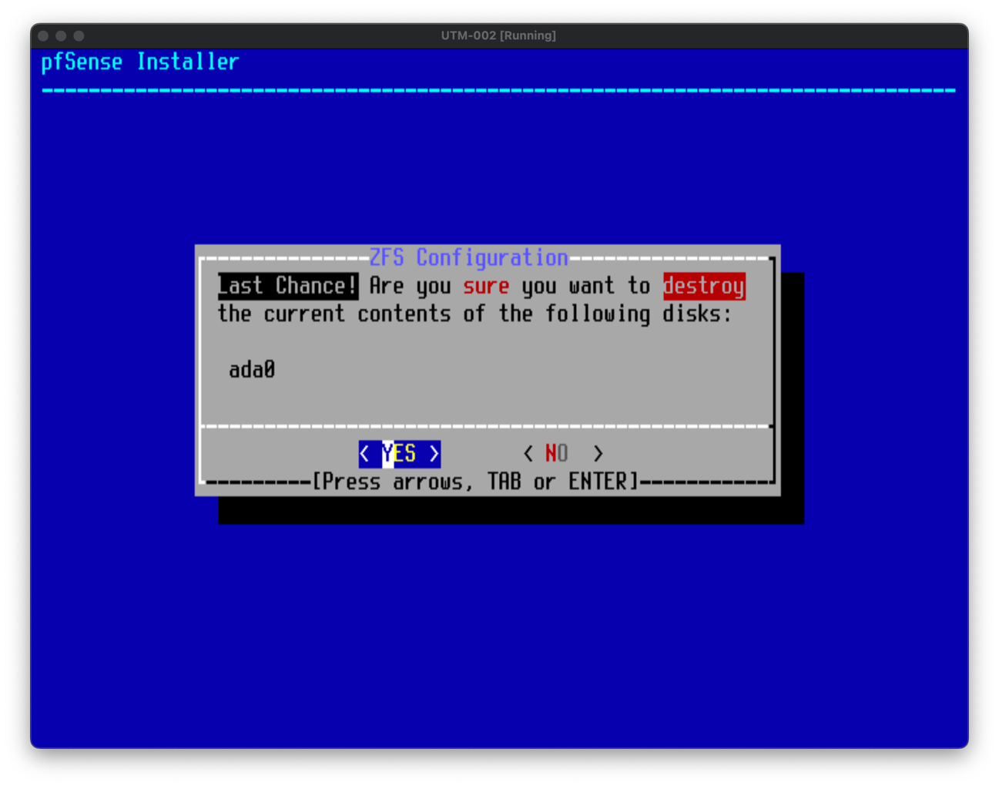 UTM-002 [Running]
pfSense Installer
ZFS Configuration
Last Chance! Are you sure you want to destroy
the current contents of the following disks:
ada0
< YES > < NO >
[Press arrows, TAB or ENTER]